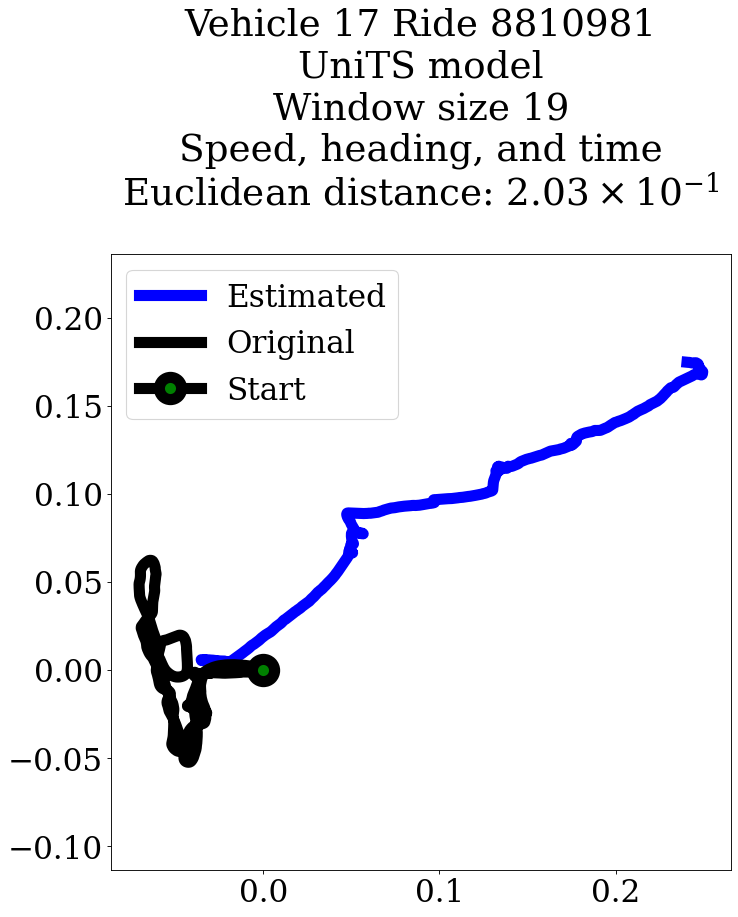 Vehicle 17 Ride 8810981
UniTS model
Window size 19
Speed, heading, and time
Euclidean distance: 2.03 × 10⁻¹
Estimated
Original
Start
0.20
0.15
0.10
0.05
0.00
−0.05
−0.10
0.0
0.1
0.2